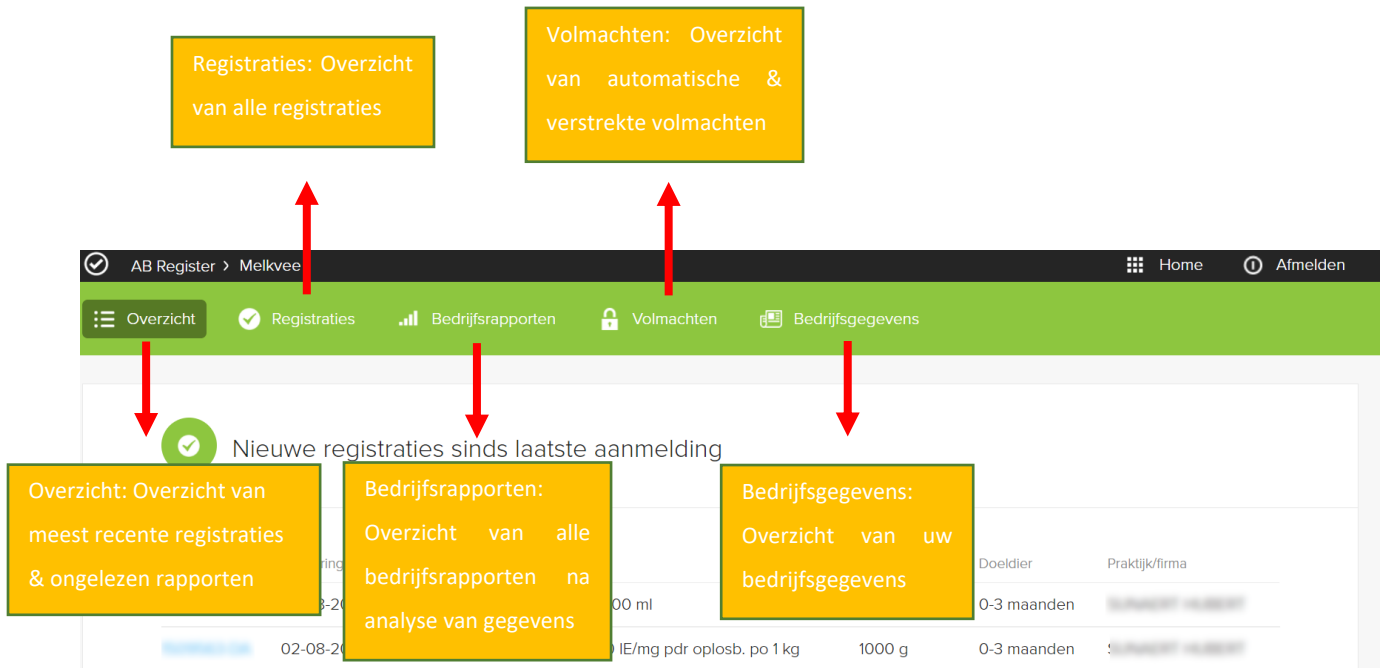 Registraties: Overzicht
van alle registraties
Volmachten: Overzicht
van automatische &
verstrekte volmachten
AB Register > Melkvee
Home
Afmelden
Overzicht
Registraties
Bedrijfsrapporten
Volmachten
Bedrijfsgegevens
Nieuwe registraties sinds laatste aanmelding
Overzicht: Overzicht van
meest recente registraties
& ongelezen rapporten
Bedrijfsrapporten:
Overzicht van alle
bedrijfsrapporten na
analyse van gegevens
Bedrijfsgegevens:
Overzicht van uw
bedrijfsgegevens
Doeldier
Praktijk/firma
00 ml
0-3 maanden
02-08-20
IE/mg pdr oplosb. po 1 kg
1000 g
0-3 maanden